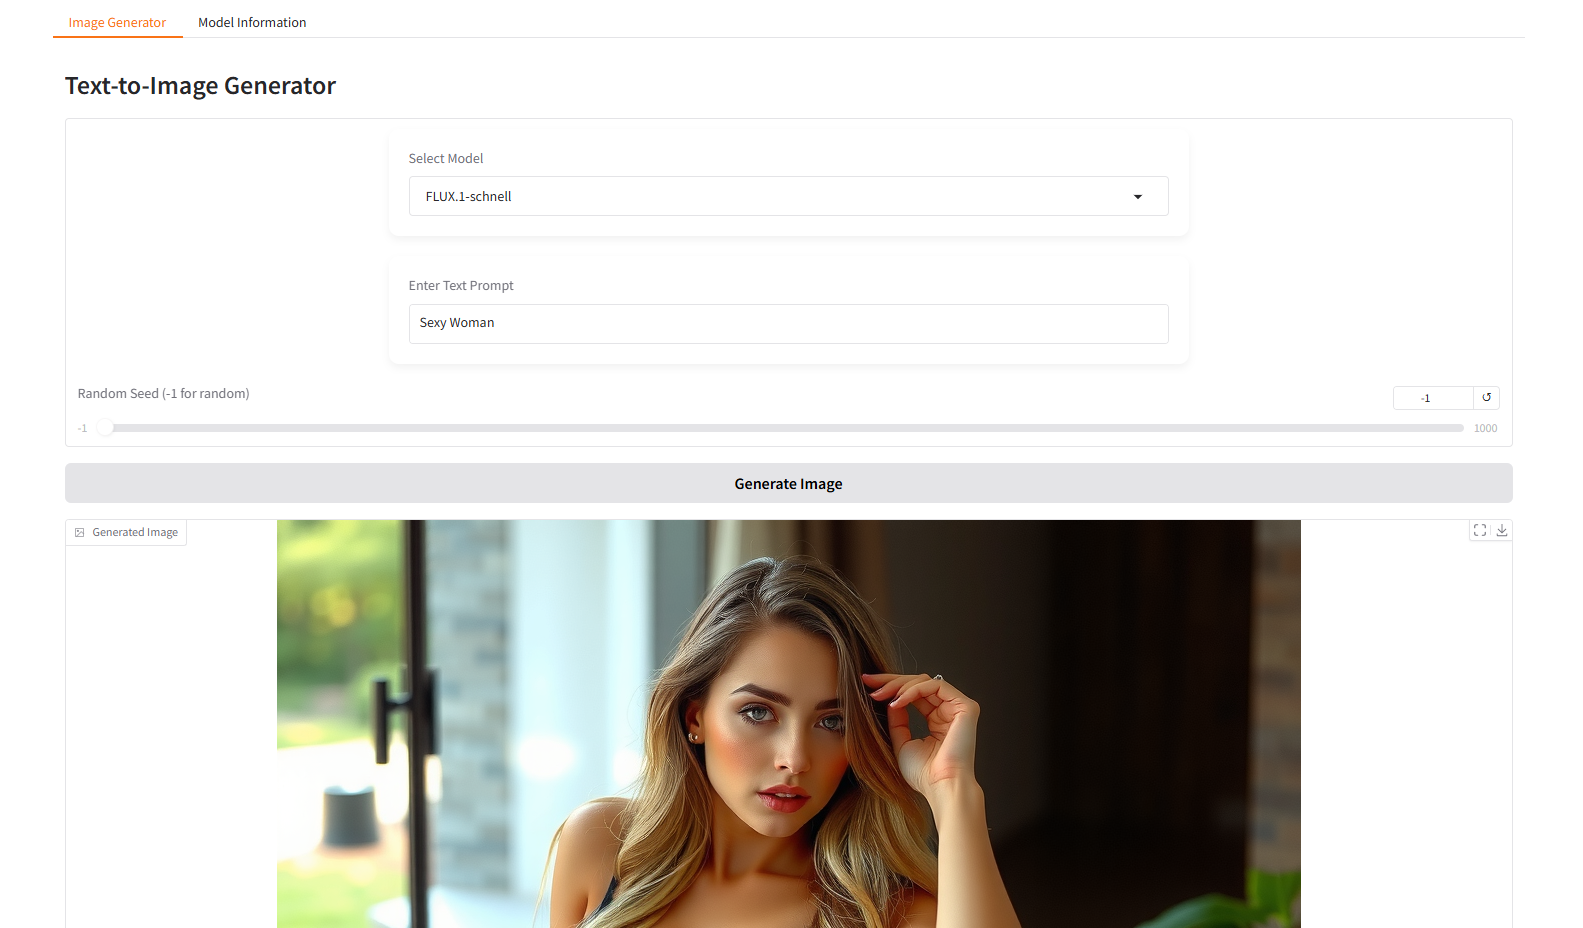 Image Generator
Model Information
Text-to-Image Generator
Select Model
FLUX.1-schnell
Enter Text Prompt
Sexy Woman
Random Seed (-1 for random)
-1
-1
1000
Generate Image
Generated Image